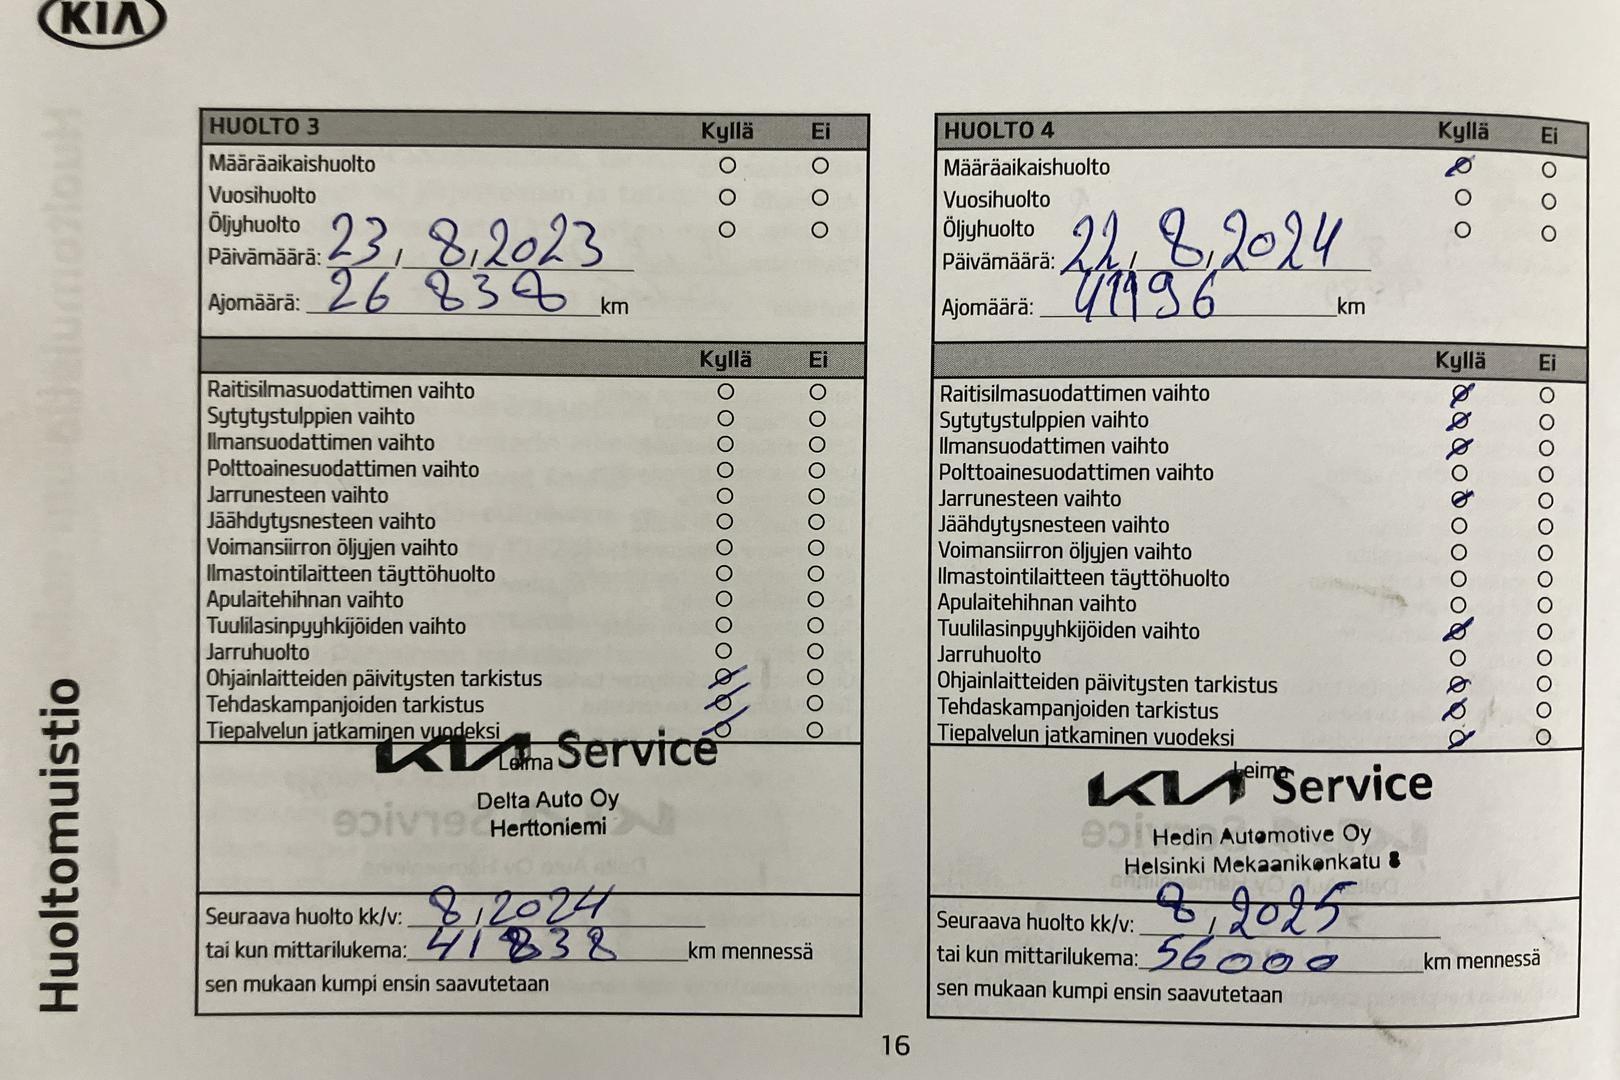 KIA
Huoltomuistio
HUOLTO 3 Kyllä Ei
Määräaikaishuolto
Vuosihuolto
Öljyhuolto
Päivämäärä: 23, 8,2023
Ajomäärä: 26 838 km
Kyllä Ei
Raitisilmasuodattimen vaihto
Sytytystulppien vaihto
Ilmansuodattimen vaihto
Polttoainesuodattimen vaihto
Jarrunesteen vaihto
Jäähdytysnesteen vaihto
Voimansiirron öljyjen vaihto
Ilmastointilaitteen täyttöhuolto
Apulaitehihnan vaihto
Tuulilasinpyyhkijöiden vaihto
Jarruhuolto
Ohjainlaitteiden päivitysten tarkistus
Tehdaskampanjoiden tarkistus
Tiepalvelun jatkaminen vuodeksi
Leima
KIA Service
Delta Auto Oy
Herttoniemi
Seuraava huolto kk/v: 8,2024
tai kun mittarilukema: 41 838 km mennessä
sen mukaan kumpi ensin saavutetaan
HUOLTO 4 Kyllä Ei
Määräaikaishuolto
Vuosihuolto
Öljyhuolto
Päivämäärä: 22, 8,2024
Ajomäärä: 41196 km
Kyllä Ei
Raitisilmasuodattimen vaihto
Sytytystulppien vaihto
Ilmansuodattimen vaihto
Polttoainesuodattimen vaihto
Jarrunesteen vaihto
Jäähdytysnesteen vaihto
Voimansiirron öljyjen vaihto
Ilmastointilaitteen täyttöhuolto
Apulaitehihnan vaihto
Tuulilasinpyyhkijöiden vaihto
Jarruhuolto
Ohjainlaitteiden päivitysten tarkistus
Tehdaskampanjoiden tarkistus
Tiepalvelun jatkaminen vuodeksi
Leima
KIA Service
Hedin Automotive Oy
Helsinki Mekaanikonkatu 8
Seuraava huolto kk/v: 8, 2025
tai kun mittarilukema: 56000 km mennessä
sen mukaan kumpi ensin saavutetaan
16